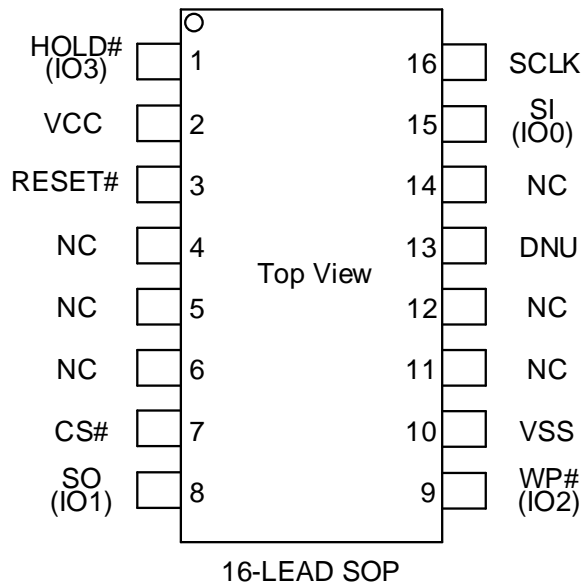 HOLD#
(IO3)
1
16
SCLK
VCC
2
15
SI
(IO0)
RESET#
3
14
NC
NC
4
13
DNU
Top View
NC
5
12
NC
NC
6
11
NC
CS#
7
10
VSS
SO
(IO1)
8
9
WP#
(IO2)
16-LEAD SOP